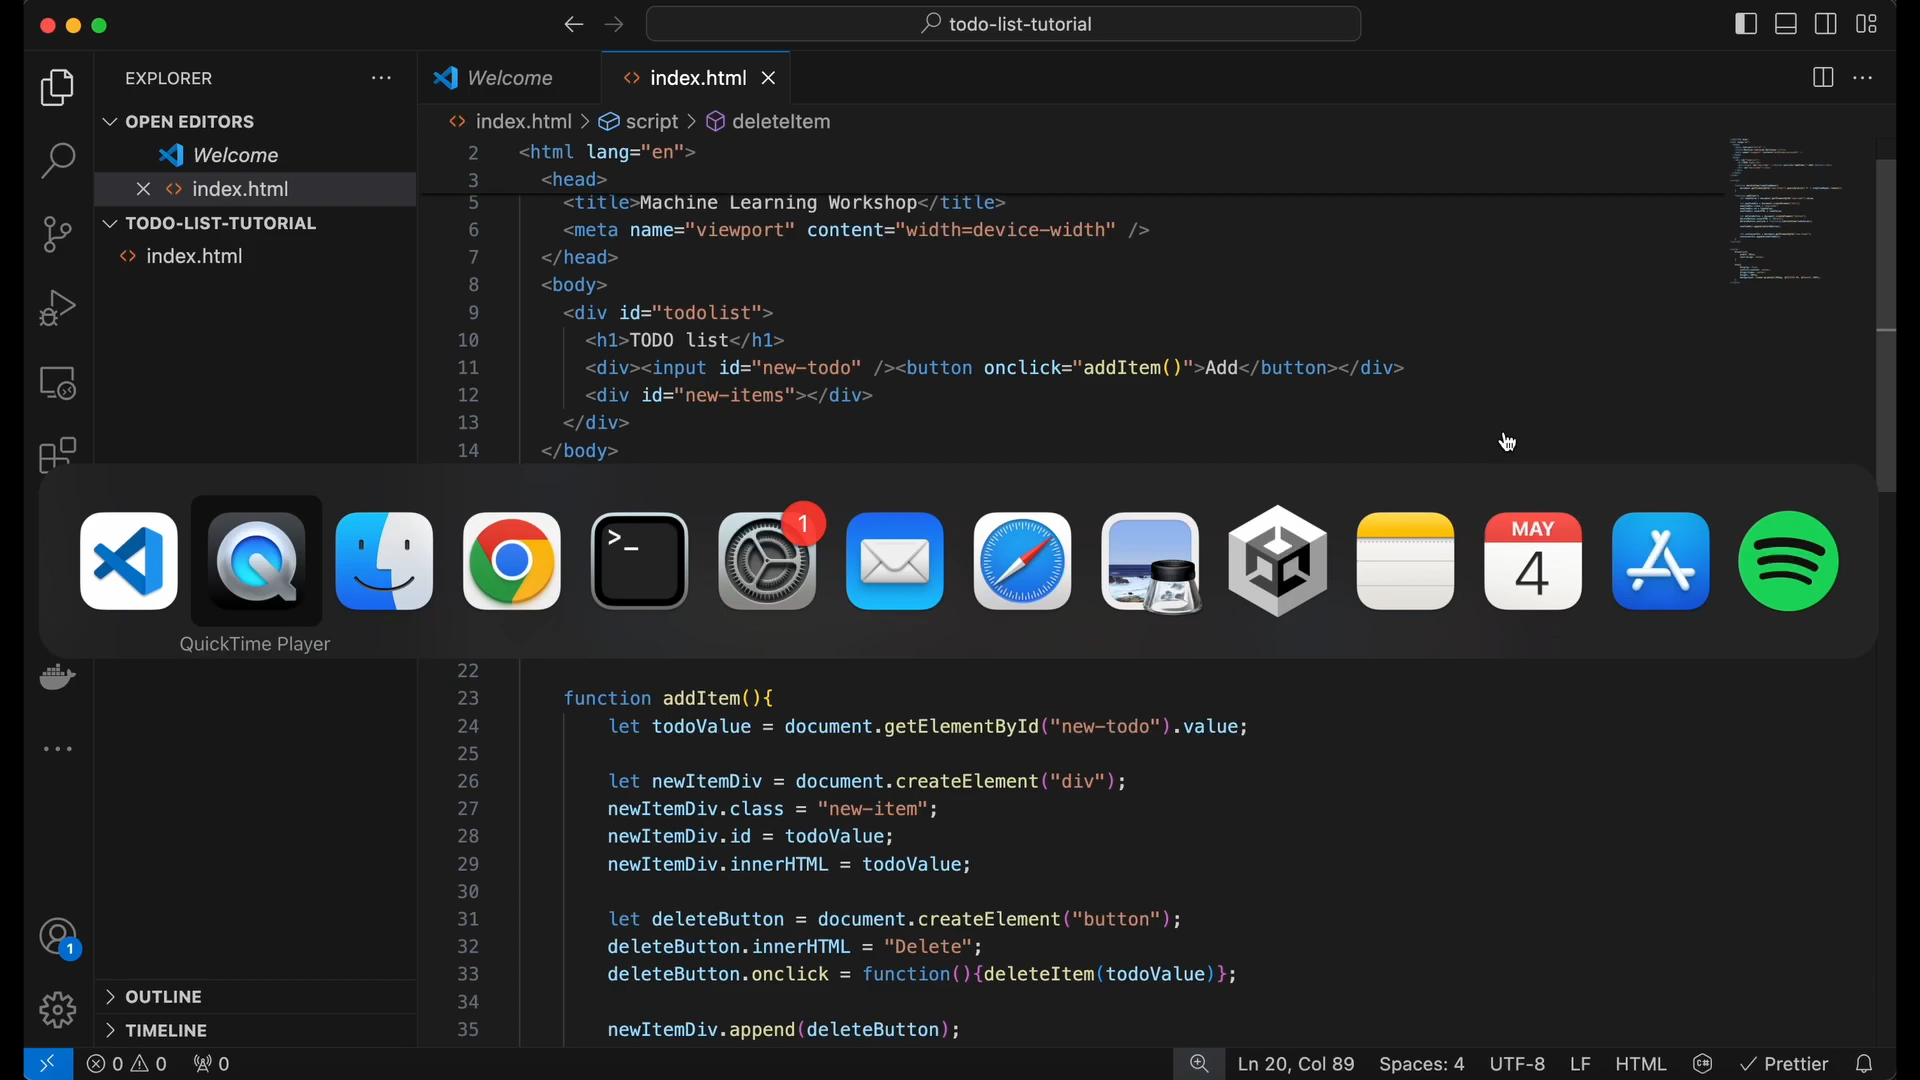 todo-list-tutorial
EXPLORER
Welcome
index.html
OPEN EDITORS
Welcome
index.html
TODO-LIST-TUTORIAL
index.html
index.html > script > deleteItem
2 <html lang="en">
3 <head>
5 <title>Machine Learning Workshop</title>
6 <meta name="viewport" content="width=device-width" />
7 </head>
8 <body>
9 <div id="todolist">
10 <h1>TODO list</h1>
11 <div><input id="new-todo" /><button onclick="addItem()">Add</button></div>
12 <div id="new-items"></div>
13 </div>
14 </body>
>_
1
MAY
4
QuickTime Player
22
23 function addItem(){
24 let todoValue = document.getElementById("new-todo").value;
25
26 let newItemDiv = document.createElement("div");
27 newItemDiv.class = "new-item";
28 newItemDiv.id = todoValue;
29 newItemDiv.innerHTML = todoValue;
30
31 let deleteButton = document.createElement("button");
32 deleteButton.innerHTML = "Delete";
33 deleteButton.onclick = function(){deleteItem(todoValue)};
34
35 newItemDiv.append(deleteButton);
1
OUTLINE
TIMELINE
0 0 0
Ln 20, Col 89 Spaces: 4 UTF-8 LF HTML Prettier